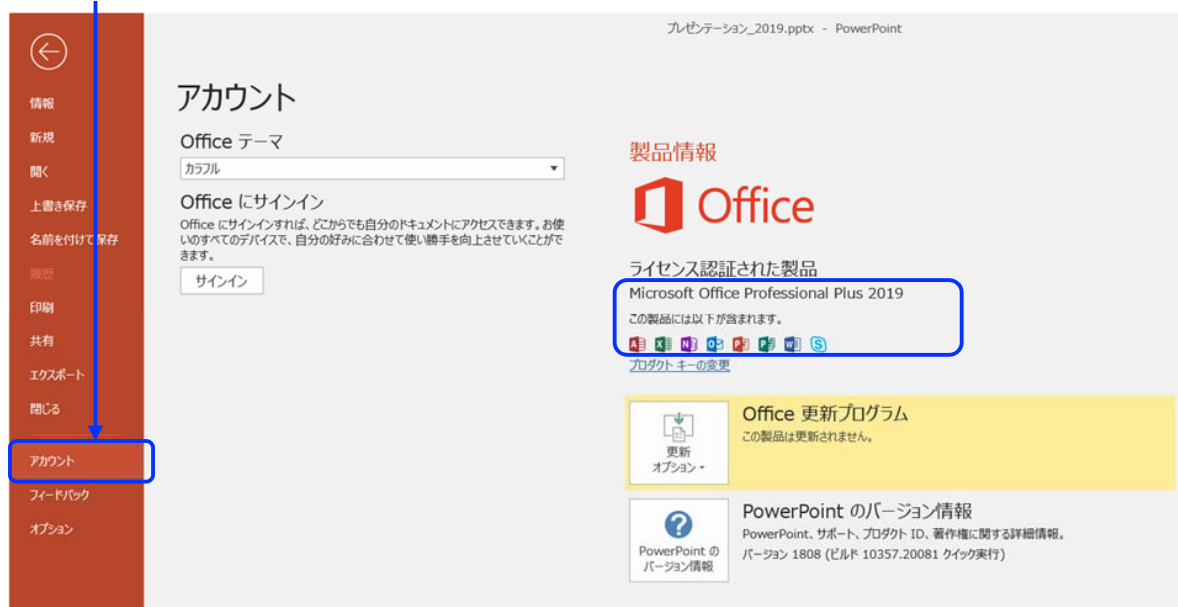 プレゼンテーション_2019.pptx - PowerPoint
情報
新規
開く
上書き保存
名前を付けて保存
履歴
印刷
共有
エクスポート
閉じる
アカウント
フィードバック
オプション
アカウント
Office テーマ
カラフル
Office にサインイン
Office にサインインすれば、どこからでも自分のドキュメントにアクセスできます。お使
いのすべてのデバイスで、自分の好みに合わせて使い勝手を向上させていくことがで
きます。
サインイン
製品情報
Office
ライセンス認証された製品
Microsoft Office Professional Plus 2019
この製品には以下が含まれます。
プロダクト キーの変更
更新
オプション
Office 更新プログラム
この製品は更新されません。
PowerPoint の
バージョン情報
PowerPoint のバージョン情報
PowerPoint、サポート、プロダクト ID、著作権に関する詳細情報。
バージョン 1808 (ビルド 10357.20081 クイック実行)